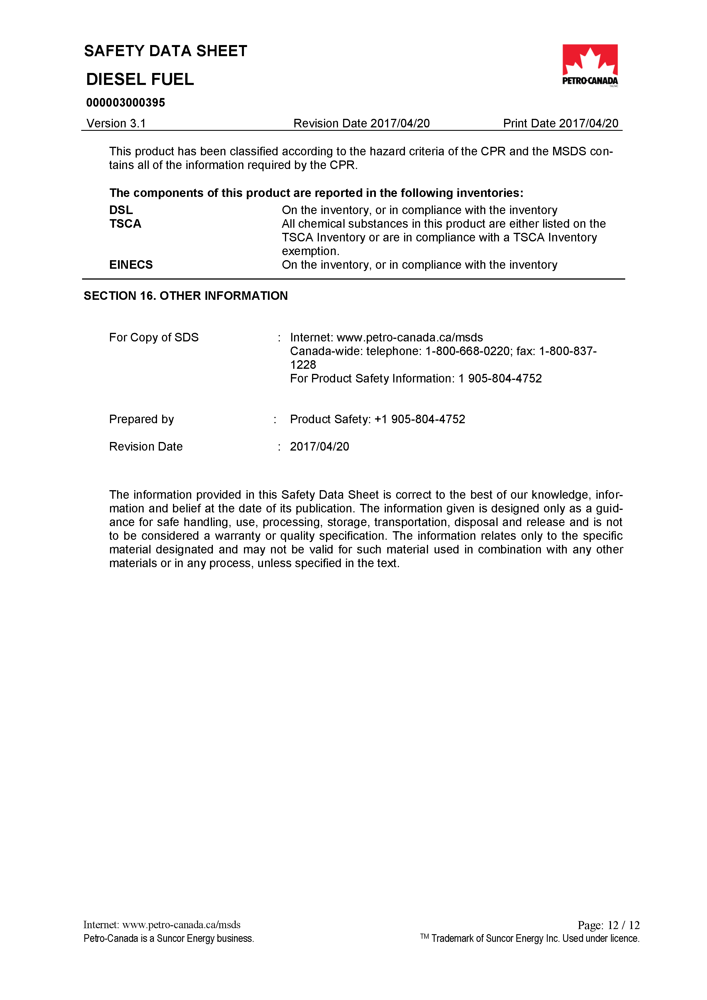 SAFETY DATA SHEET
DIESEL FUEL
000003000395
PETRO-CANADA
TM/MC
Version 3.1 Revision Date 2017/04/20 Print Date 2017/04/20
This product has been classified according to the hazard criteria of the CPR and the MSDS con-
tains all of the information required by the CPR.
The components of this product are reported in the following inventories:
DSL On the inventory, or in compliance with the inventory
TSCA All chemical substances in this product are either listed on the
TSCA Inventory or are in compliance with a TSCA Inventory
exemption.
EINECS On the inventory, or in compliance with the inventory
SECTION 16. OTHER INFORMATION
For Copy of SDS : Internet: www.petro-canada.ca/msds
Canada-wide: telephone: 1-800-668-0220; fax: 1-800-837-
1228
For Product Safety Information: 1 905-804-4752
Prepared by : Product Safety: +1 905-804-4752
Revision Date : 2017/04/20
The information provided in this Safety Data Sheet is correct to the best of our knowledge, infor-
mation and belief at the date of its publication. The information given is designed only as a guid-
ance for safe handling, use, processing, storage, transportation, disposal and release and is not
to be considered a warranty or quality specification. The information relates only to the specific
material designated and may not be valid for such material used in combination with any other
materials or in any process, unless specified in the text.
Internet: www.petro-canada.ca/msds Page: 12 / 12
Petro-Canada is a Suncor Energy business. TM Trademark of Suncor Energy Inc. Used under licence.